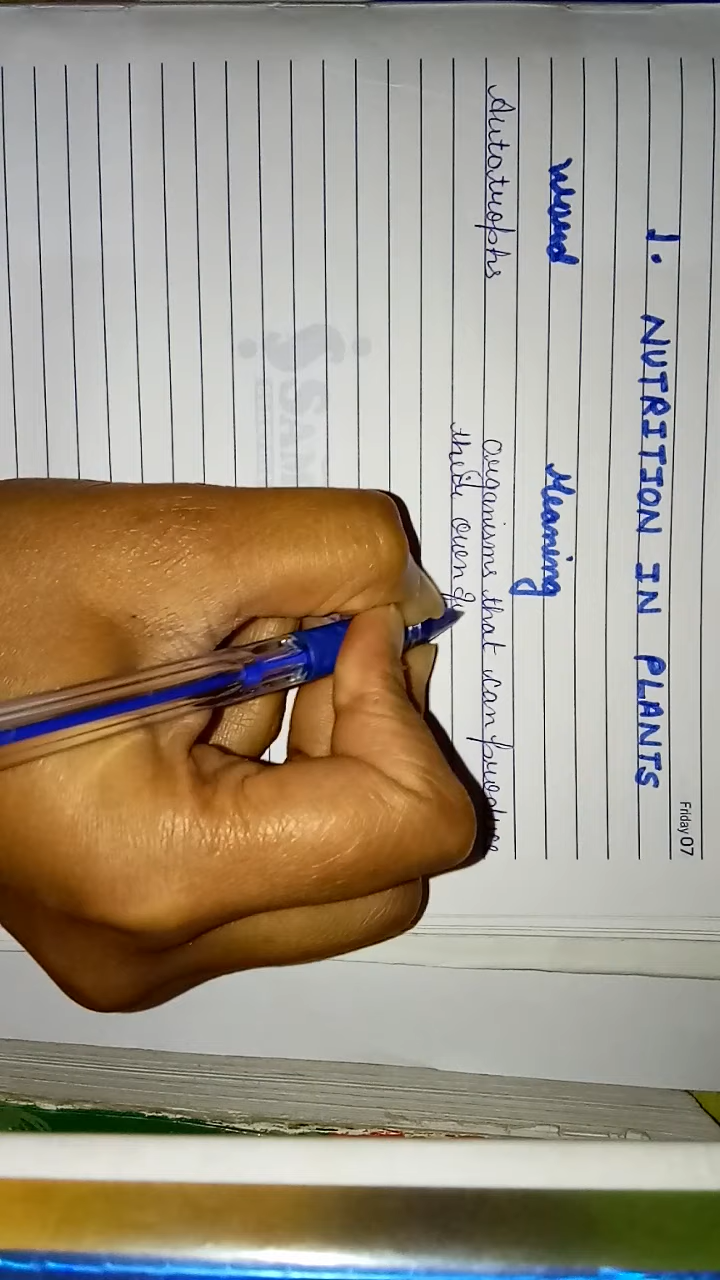 Friday 07
1. NUTRITION IN PLANTS
Word Meaning
Autotrophs organisms that can produce
their own